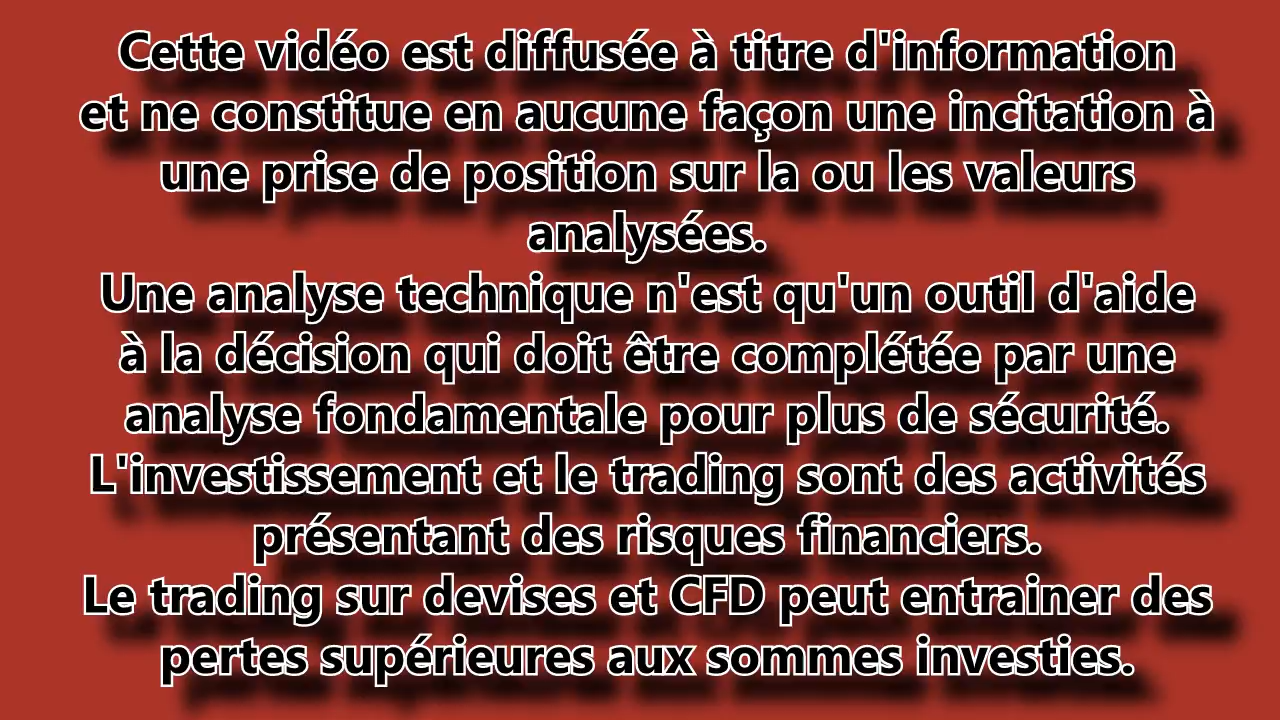 Cette vidéo est diffusée à titre d'information
et ne constitue en aucune façon une incitation à
une prise de position sur la ou les valeurs
analysées.
Une analyse technique n'est qu'un outil d'aide
à la décision qui doit être complétée par une
analyse fondamentale pour plus de sécurité.
L'investissement et le trading sont des activités
présentant des risques financiers.
Le trading sur devises et CFD peut entrainer des
pertes supérieures aux sommes investies.